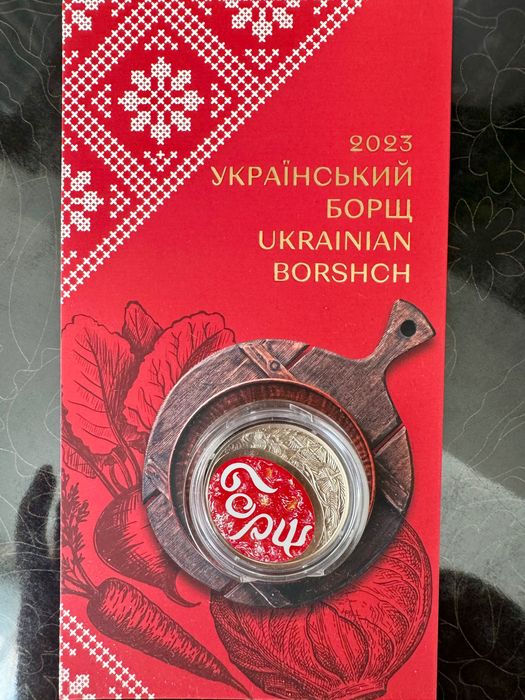 2023
УКРАЇНСЬКИЙ
БОРЩ
UKRAINIAN
BORSHCH
борщ